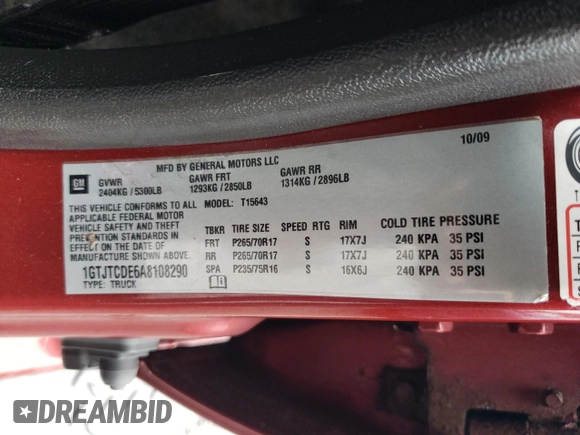 10/09
MFD BY GENERAL MOTORS LLC
GM
GVWR GAWR FRT GAWR RR
2404KG / 5300LB 1293KG / 2850LB 1314KG / 2896LB
THIS VEHICLE CONFORMS TO ALL MODEL: T15643
APPLICABLE FEDERAL MOTOR
VEHICLE SAFETY AND THEFT
PREVENTION STANDARDS IN
EFFECT ON THE DATE OF
MANUFACTURE SHOWN ABOVE.
1GTJTCDE6A8108290
TYPE: TRUCK
TBKR TIRE SIZE SPEED RTG RIM COLD TIRE PRESSURE
FRT P265/70R17 S 17X7J 240 KPA 35 PSI
RR P265/70R17 S 17X7J 240 KPA 35 PSI
SPA P235/75R16 S 16X6J 240 KPA 35 PSI
DREAMBID